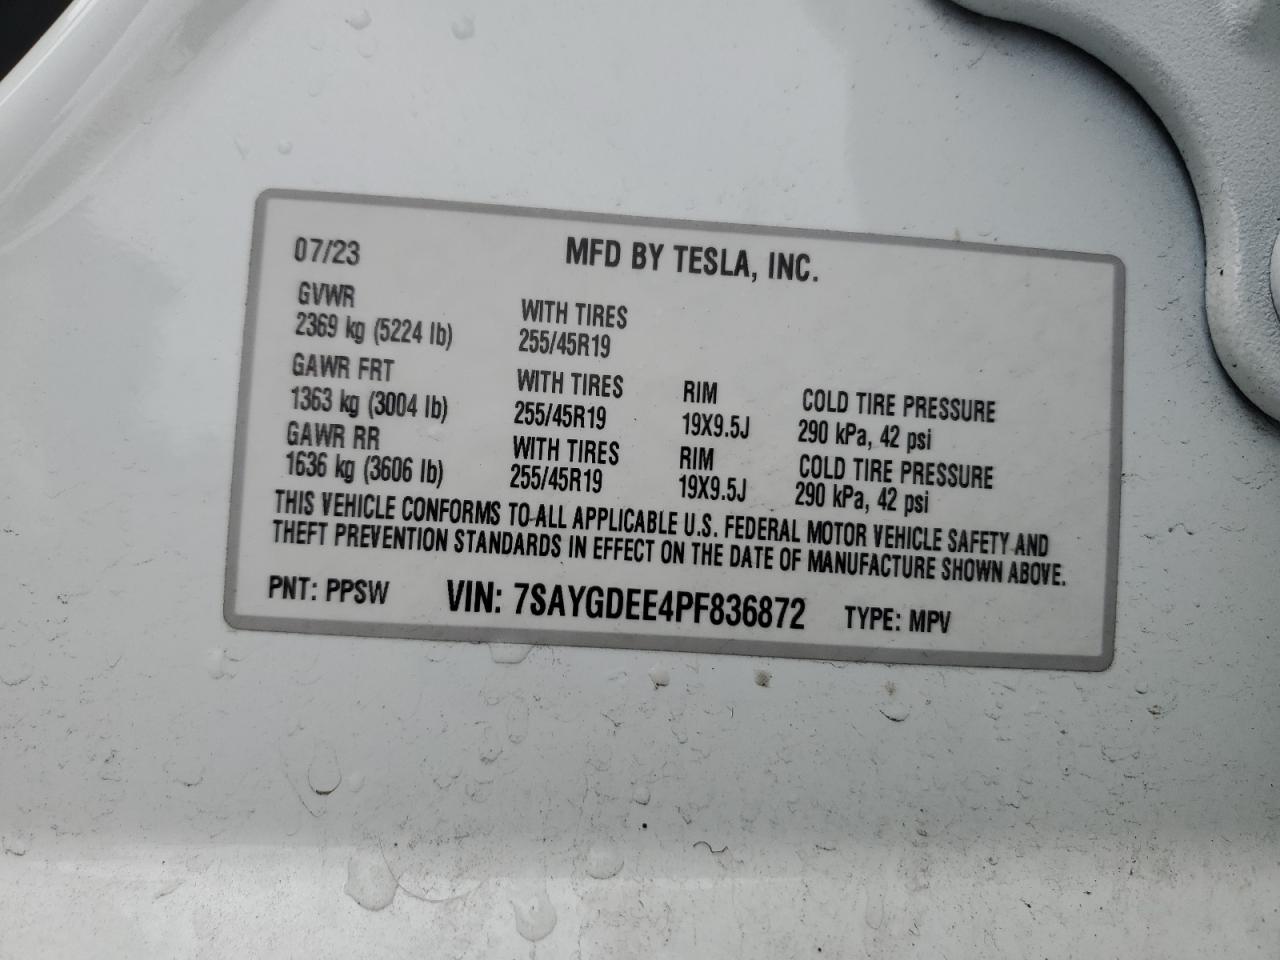 07/23 MFD BY TESLA, INC.
GVWR WITH TIRES
2369 kg (5224 lb) 255/45R19
GAWR FRT WITH TIRES RIM COLD TIRE PRESSURE
1363 kg (3004 lb) 255/45R19 19X9.5J 290 kPa, 42 psi
GAWR RR WITH TIRES RIM COLD TIRE PRESSURE
1636 kg (3606 lb) 255/45R19 19X9.5J 290 kPa, 42 psi
THIS VEHICLE CONFORMS TO ALL APPLICABLE U.S. FEDERAL MOTOR VEHICLE SAFETY AND
THEFT PREVENTION STANDARDS IN EFFECT ON THE DATE OF MANUFACTURE SHOWN ABOVE.
PNT: PPSW VIN: 7SAYGDEE4PF836872 TYPE: MPV